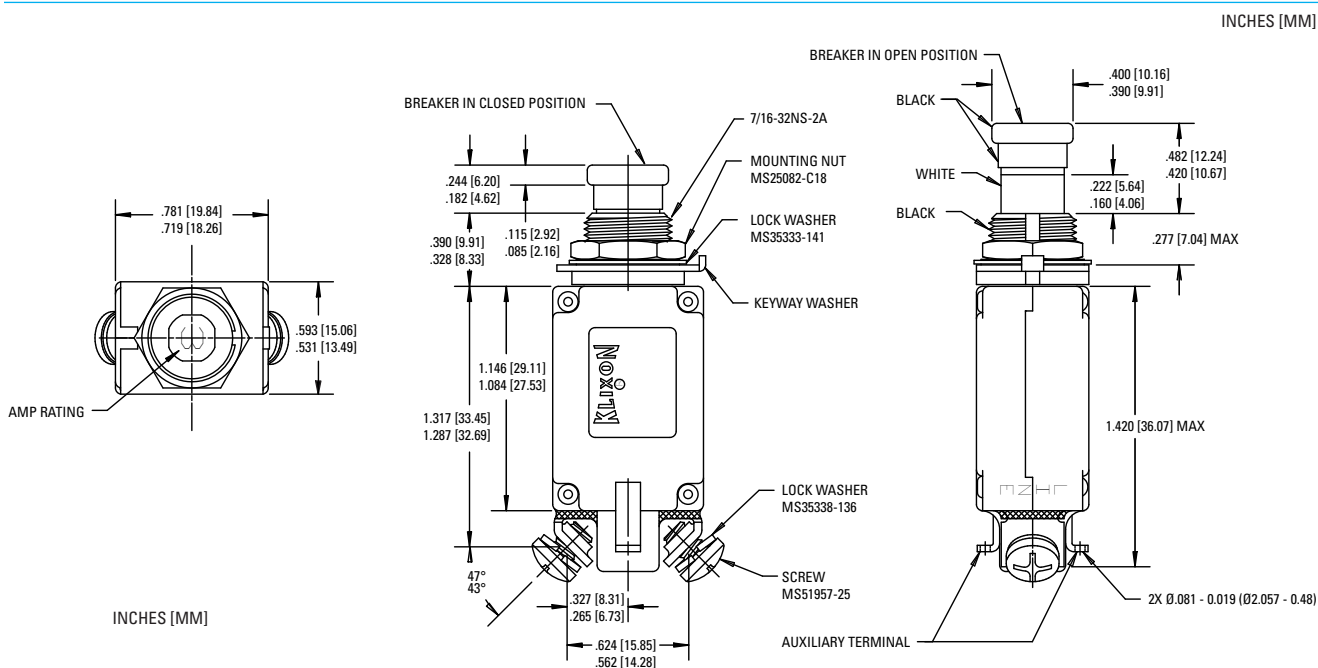 INCHES [MM]
BREAKER IN OPEN POSITION
.400 [10.16]
.390 [9.91]
BLACK
BREAKER IN CLOSED POSITION
7/16-32NS-2A
MOUNTING NUT
MS25082-C18
.244 [6.20]
.182 [4.62]
WHITE
.482 [12.24]
.420 [10.67]
.222 [5.64]
.160 [4.06]
.781 [19.84]
.719 [18.26]
BLACK
LOCK WASHER
MS35333-141
.115 [2.92]
.085 [2.16]
.390 [9.91]
.328 [8.33]
.277 [7.04] MAX
KEYWAY WASHER
.593 [15.06]
.531 [13.49]
1.146 [29.11]
1.084 [27.53]
KLIXON
AMP RATING
1.317 [33.45]
1.287 [32.69]
1.420 [36.07] MAX
LOCK WASHER
MS35338-136
SCREW
MS51957-25
47°
43°
.327 [8.31]
.265 [6.73]
2X Ø.081 - 0.019 (Ø2.057 - 0.48)
INCHES [MM]
AUXILIARY TERMINAL
.624 [15.85]
.562 [14.28]